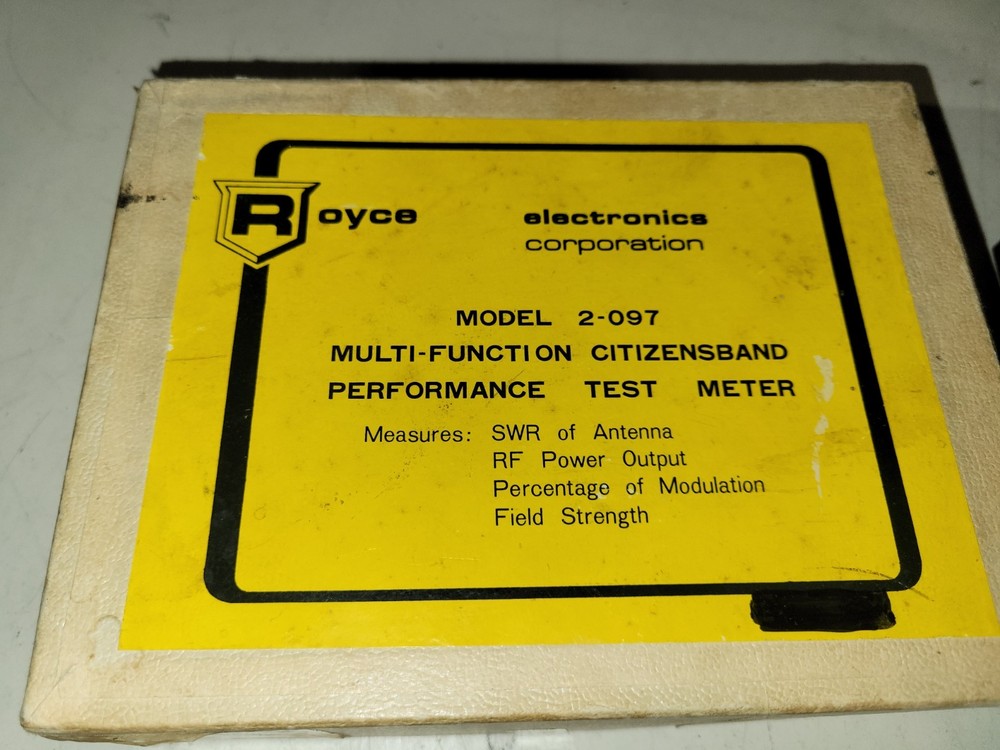 Royce electronics
corporation
MODEL 2-097
MULTI-FUNCTION CITIZENSBAND
PERFORMANCE TEST METER
Measures: SWR of Antenna
RF Power Output
Percentage of Modulation
Field Strength